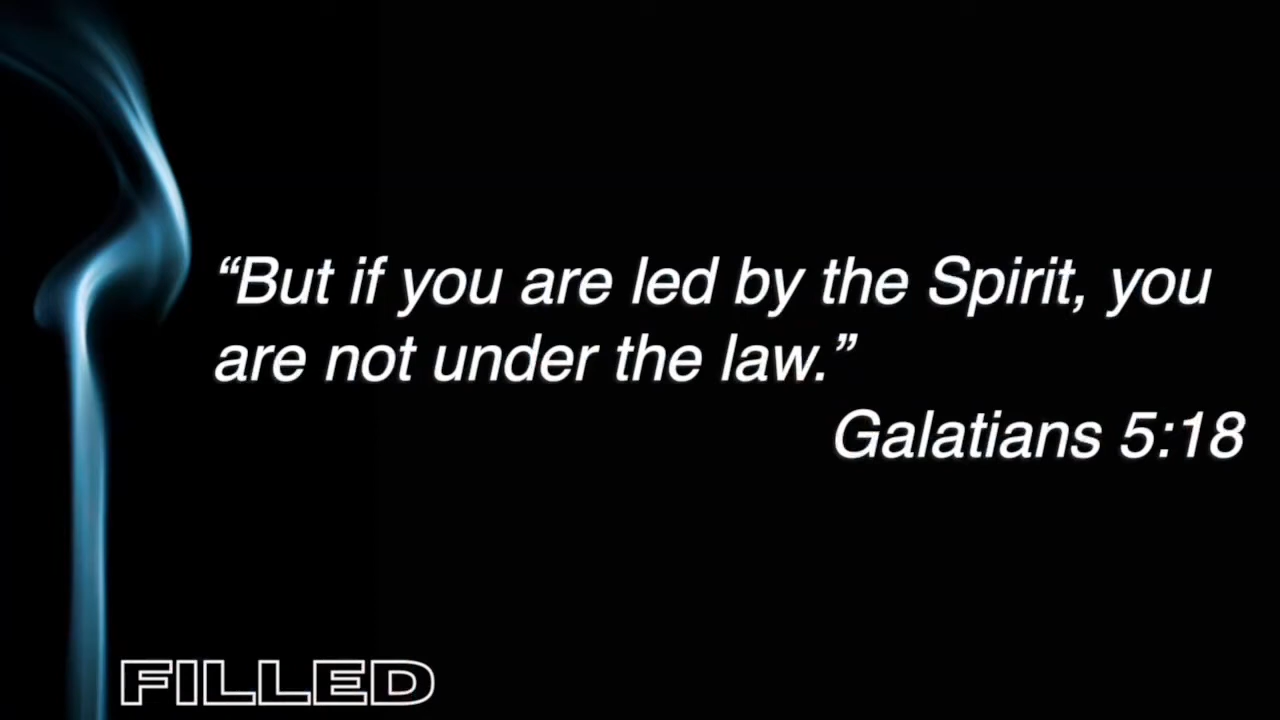 “But if you are led by the Spirit, you
are not under the law.”
Galatians 5:18
FILLED